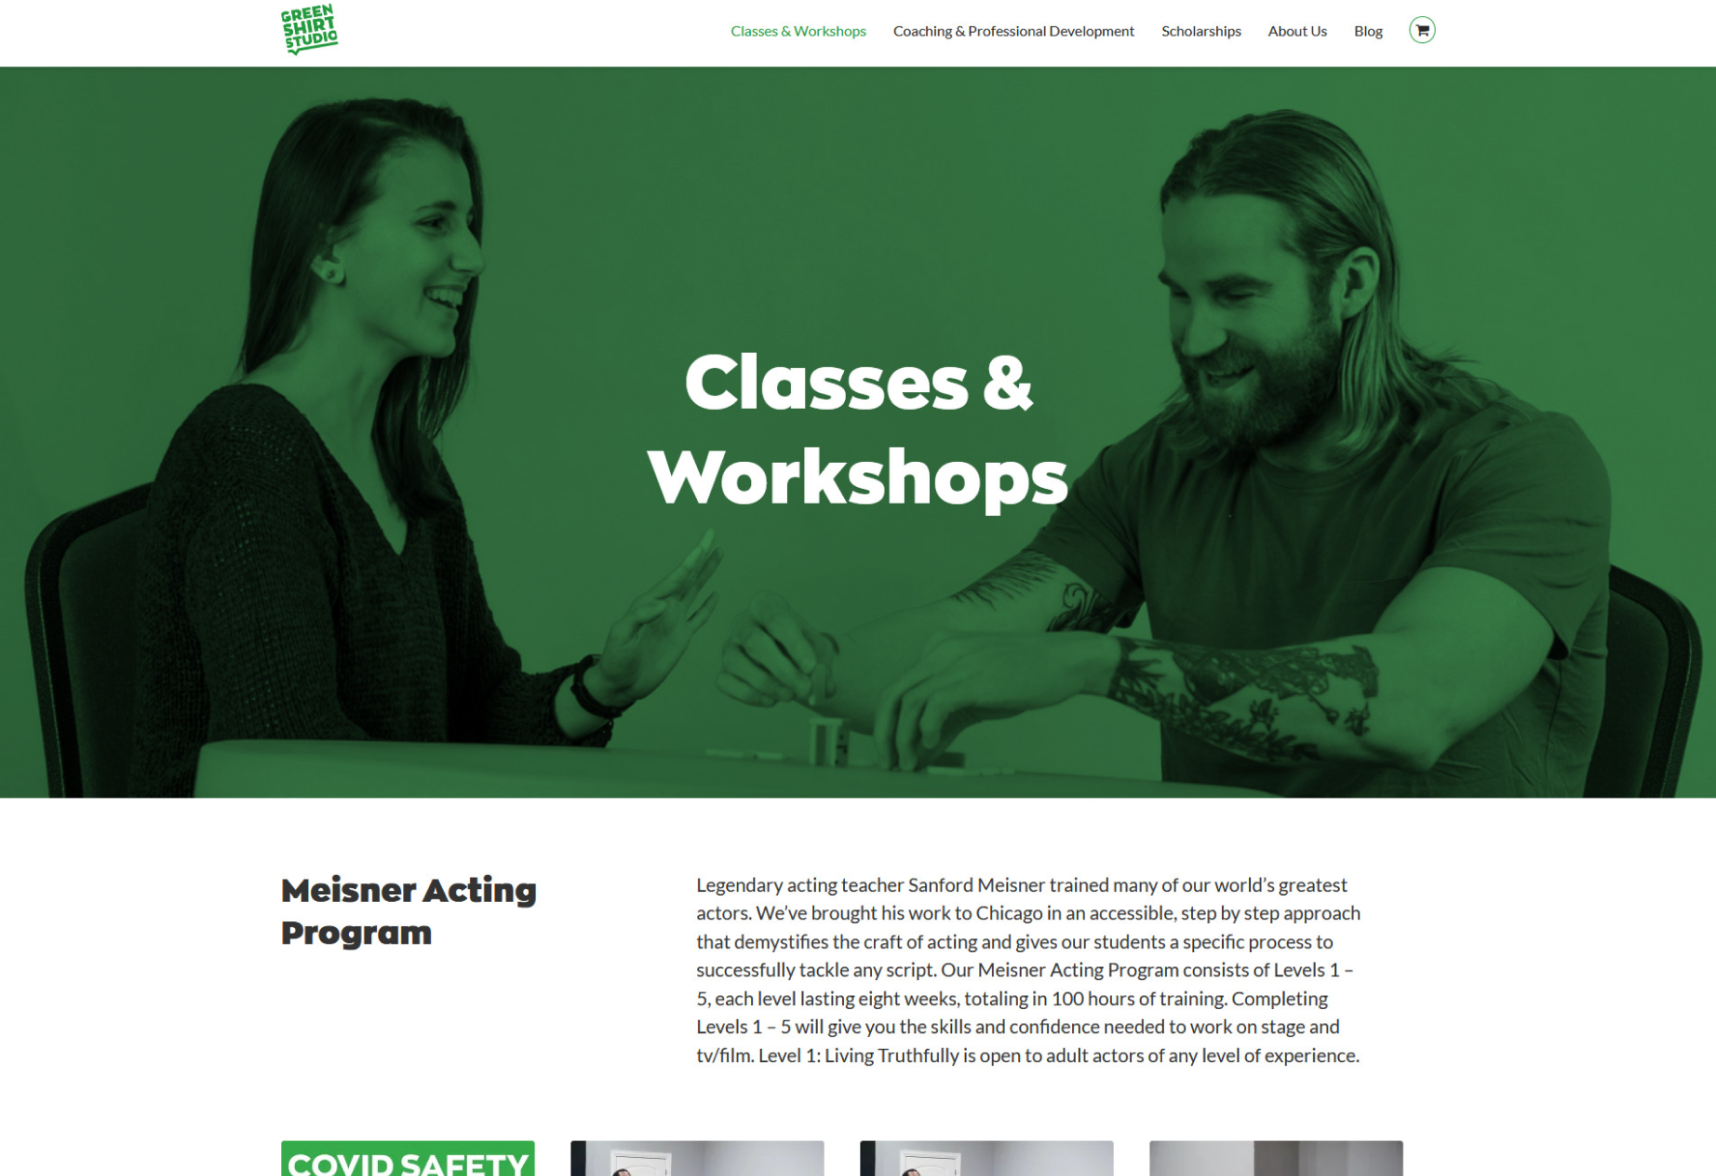 GREEN
SHIRT
STUDIO
Classes & Workshops
Coaching & Professional Development
Scholarships
About Us
Blog
Classes &
Workshops
Meisner Acting
Program
Legendary acting teacher Sanford Meisner trained many of our world's greatest
actors. We've brought his work to Chicago in an accessible, step by step approach
that demystifies the craft of acting and gives our students a specific process to
successfully tackle any script. Our Meisner Acting Program consists of Levels 1 –
5, each level lasting eight weeks, totaling in 100 hours of training. Completing
Levels 1 – 5 will give you the skills and confidence needed to work on stage and
tv/film. Level 1: Living Truthfully is open to adult actors of any level of experience.
COVID SAFETY